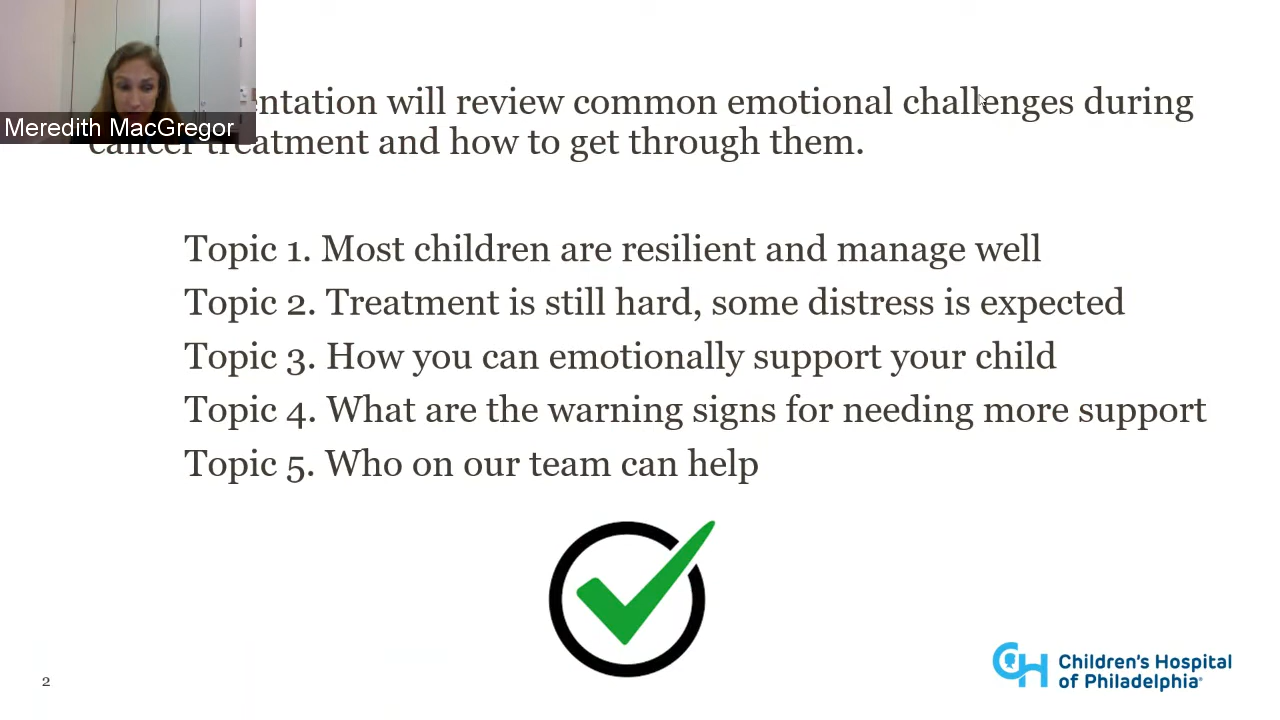 Meredith MacGregor
entation will review common emotional challenges during
cancer treatment and how to get through them.
Topic 1. Most children are resilient and manage well
Topic 2. Treatment is still hard, some distress is expected
Topic 3. How you can emotionally support your child
Topic 4. What are the warning signs for needing more support
Topic 5. Who on our team can help
2
CH Children's Hospital
of Philadelphia